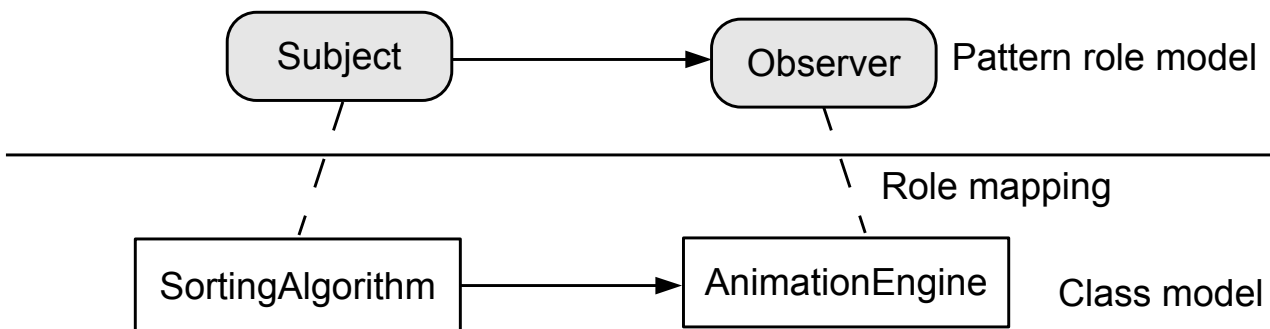 Subject
Observer
Pattern role model
Role mapping
SortingAlgorithm
AnimationEngine
Class model